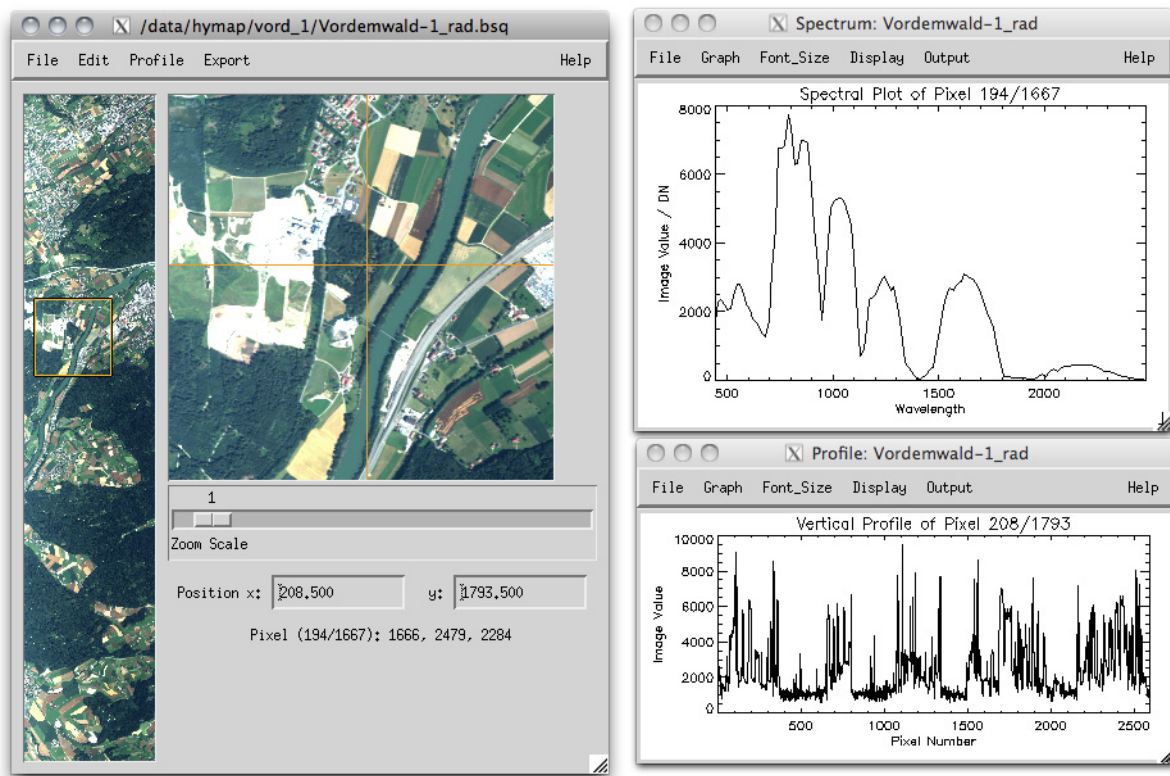 X /data/hymap/vord_1/Vordemwald-1_rad.bsq
File Edit Profile Export Help
1
Zoom Scale
Position x: 208.500 y: 1793.500
Pixel (194/1667): 1666, 2479, 2284
X Spectrum: Vordemwald-1_rad
File Graph Font_Size Display Output
Spectral Plot of Pixel 194/1667
8000
6000
4000
2000
0
Image Value / DN
500 1000 1500 2000
Wavelength
X Profile: Vordemwald-1_rad
File Graph Font_Size Display Output Help
Vertical Profile of Pixel 208/1793
10000
8000
6000
4000
2000
0
Image Value
500 1000 1500 2000 2500
Pixel Number